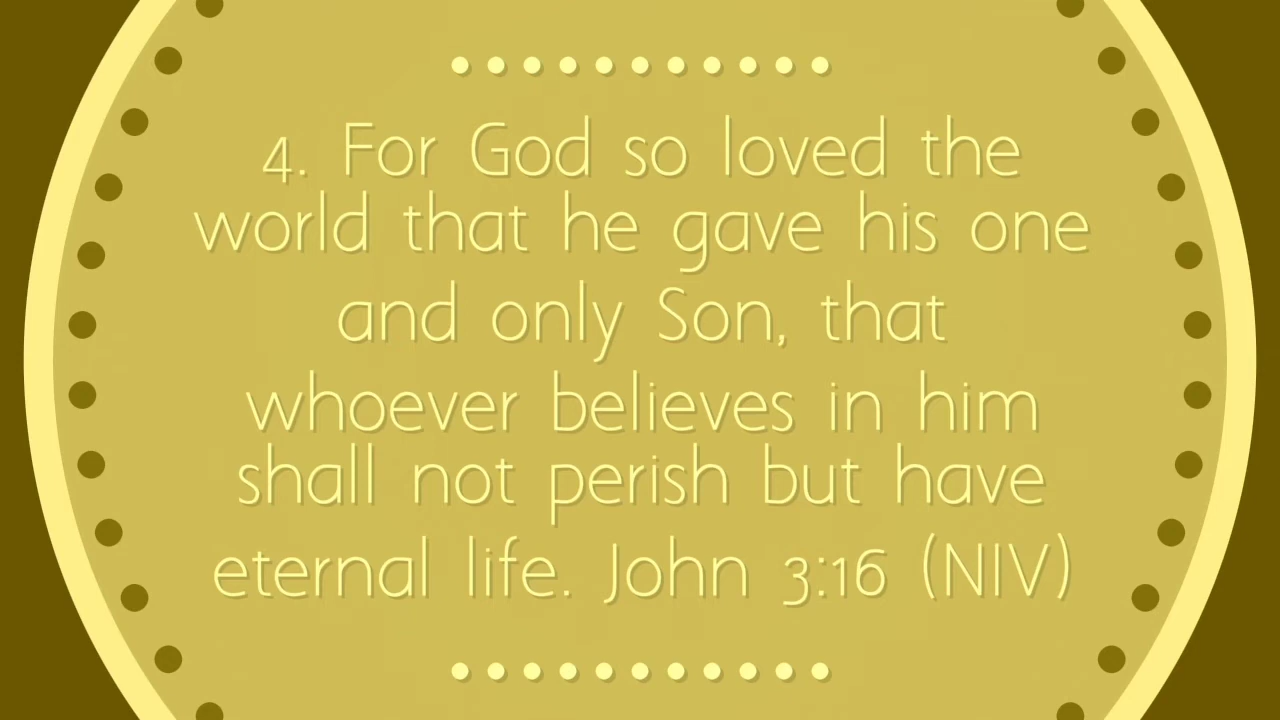 4. For God so loved the
world that he gave his one
and only Son, that
whoever believes in him
shall not perish but have
eternal life. John 3:16 (NIV)